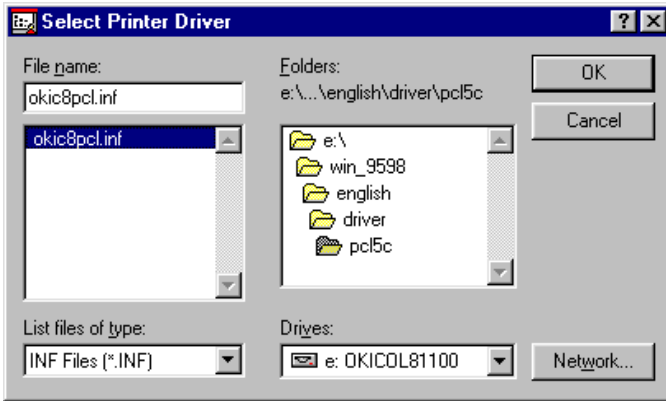 Select Printer Driver
File name:
okic8pcl.inf
okic8pcl.inf
Folders:
e:\...\english\driver\pcl5c
e:\
win_9598
english
driver
pcl5c
OK
Cancel
List files of type:
INF Files (*.INF)
Drives:
e: OKICOL81100
Network...